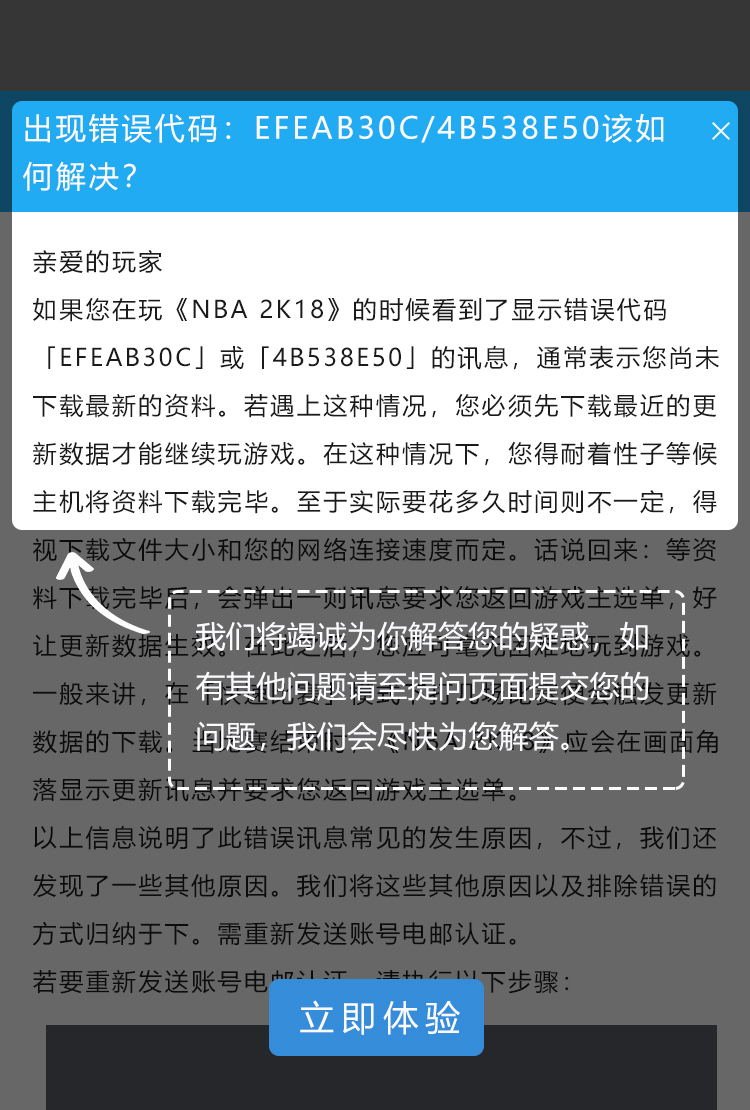 出现错误代码：EFEAB30C/4B538E50该如
何解决？
亲爱的玩家
如果您在玩《NBA 2K18》的时候看到了显示错误代码
「EFEAB30C」或「4B538E50」的讯息，通常表示您尚未
下载最新的资料。若遇上这种情况，您必须先下载最近的更
新数据才能继续玩游戏。在这种情况下，您得耐着性子等候
主机将资料下载完毕。至于实际要花多久时间则不一定，得
视下载文件大小和您的网络连接速度而定。话说回来：等资
料下载完毕后，会弹出一则讯息要求您返回游戏主选单，好
让更新数据生效。在此之后，您应可毫无困难地玩到游戏。
我们将竭诚为你解答您的疑惑，如
有其他问题请至提问页面提交您的
问题，我们会尽快为您解答。
一般来讲，在
更新
数据的下载
应会在画面角
落显示更新讯息并要求您返回游戏主选单。
以上信息说明了此错误讯息常见的发生原因，不过，我们还
发现了一些其他原因。我们将这些其他原因以及排除错误的
方式归纳于下。需重新发送账号电邮认证。
若要重新发送账号电邮认证，请执行以下步骤：
立即体验